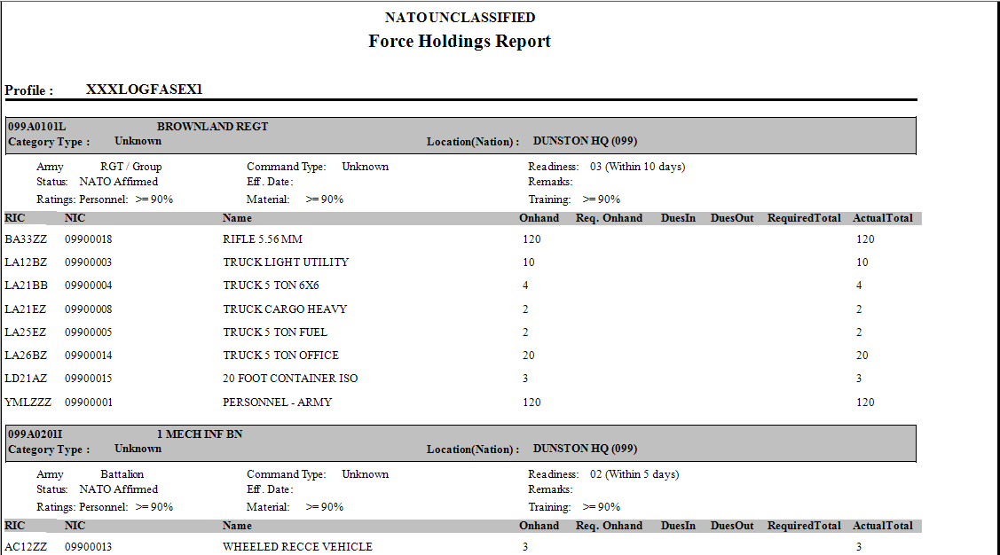 NATO UNCLASSIFIED
Force Holdings Report
Profile : XXXLOGFASEX1
099A0101L BROWNLAND REGT
Category Type : Unknown Location(Nation) : DUNSTON HQ (099)
Army RGT / Group Command Type: Unknown Readiness: 03 (Within 10 days)
Status: NATO Affirmed Eff. Date: Remarks:
Ratings: Personnel: >= 90% Material: >= 90% Training: >= 90%
RIC NIC Name Onhand Req. Onhand DuesIn DuesOut RequiredTotal ActualTotal
BA33ZZ 09900018 RIFLE 5.56 MM 120 120
LA12BZ 09900003 TRUCK LIGHT UTILITY 10 10
LA21BB 09900004 TRUCK 5 TON 6X6 4 4
LA21EZ 09900008 TRUCK CARGO HEAVY 2 2
LA25EZ 09900005 TRUCK 5 TON FUEL 2 2
LA26BZ 09900014 TRUCK 5 TON OFFICE 20 20
LD21AZ 09900015 20 FOOT CONTAINER ISO 3 3
YMLZZZ 09900001 PERSONNEL - ARMY 120 120
099A0201I 1 MECH INF BN
Category Type : Unknown Location(Nation) : DUNSTON HQ (099)
Army Battalion Command Type: Unknown Readiness: 02 (Within 5 days)
Status: NATO Affirmed Eff. Date: Remarks:
Ratings: Personnel: >= 90% Material: >= 90% Training: >= 90%
RIC NIC Name Onhand Req. Onhand DuesIn DuesOut RequiredTotal ActualTotal
AC12ZZ 09900013 WHEELED RECCE VEHICLE 3 3